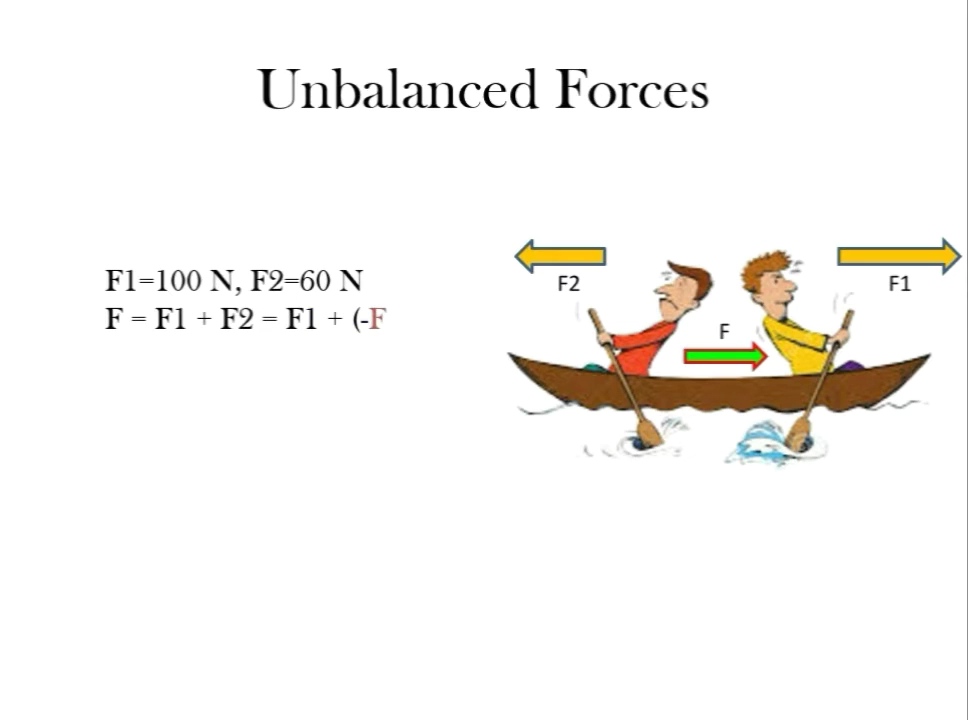 Unbalanced Forces
F1=100 N, F2=60 N
F = F1 + F2 = F1 + (-F
F2
F1
F